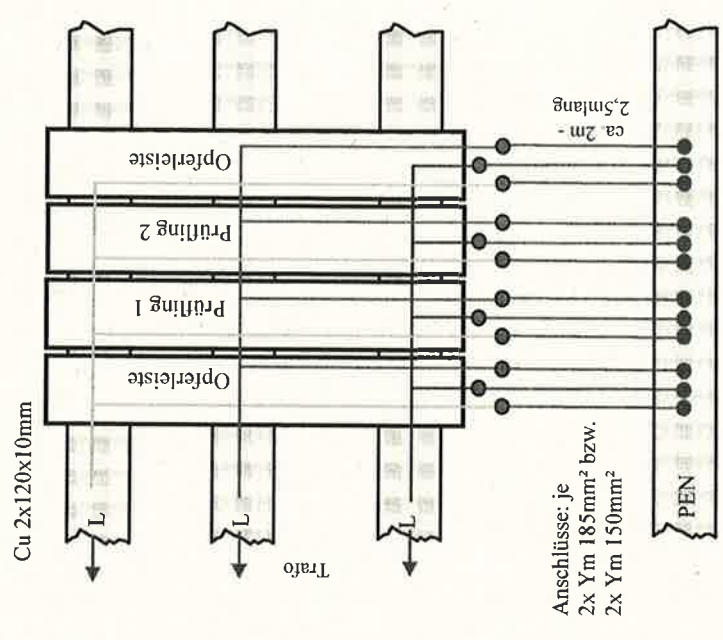 Cu 2x120x10mm
Opferleiste
Prüfling 2
Prüfling 1
Opferleiste
L
L
L
Trafo
ca. 2m -
2,5mlang
Anschlüsse: je
2x Ym 185mm² bzw.
2x Ym 150mm²
PEN